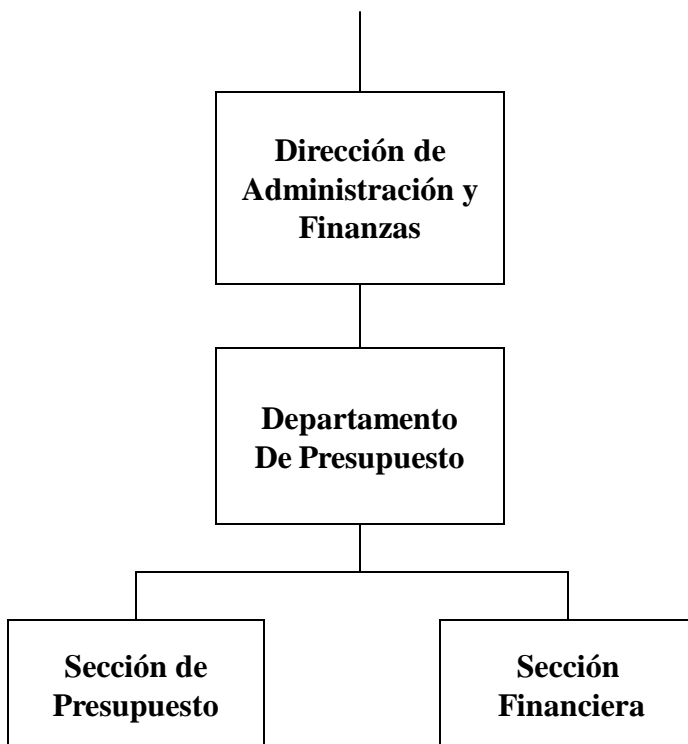 Dirección de
Administración y
Finanzas
Departamento
De Presupuesto
Sección de
Presupuesto
Sección
Financiera